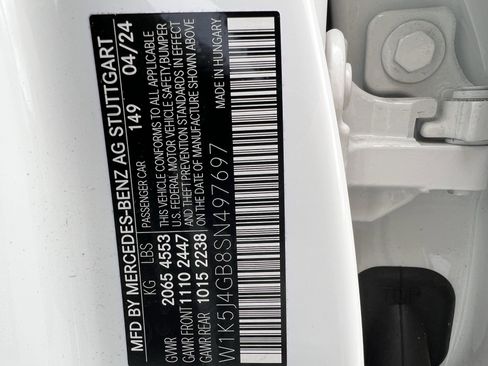 MFD BY MERCEDES-BENZ AG STUTTGART
KG LBS PASSENGER CAR 149 04/24
GVWR 2065 4553 THIS VEHICLE CONFORMS TO ALL APPLICABLE
GAWR FRONT 1110 2447 U.S. FEDERAL MOTOR VEHICLE SAFETY,BUMPER
GAWR REAR 1015 2238 AND THEFT PREVENTION STANDARDS IN EFFECT
ON THE DATE OF MANUFACTURE SHOWN ABOVE
MADE IN HUNGARY
W1K5J4GB8SN497697